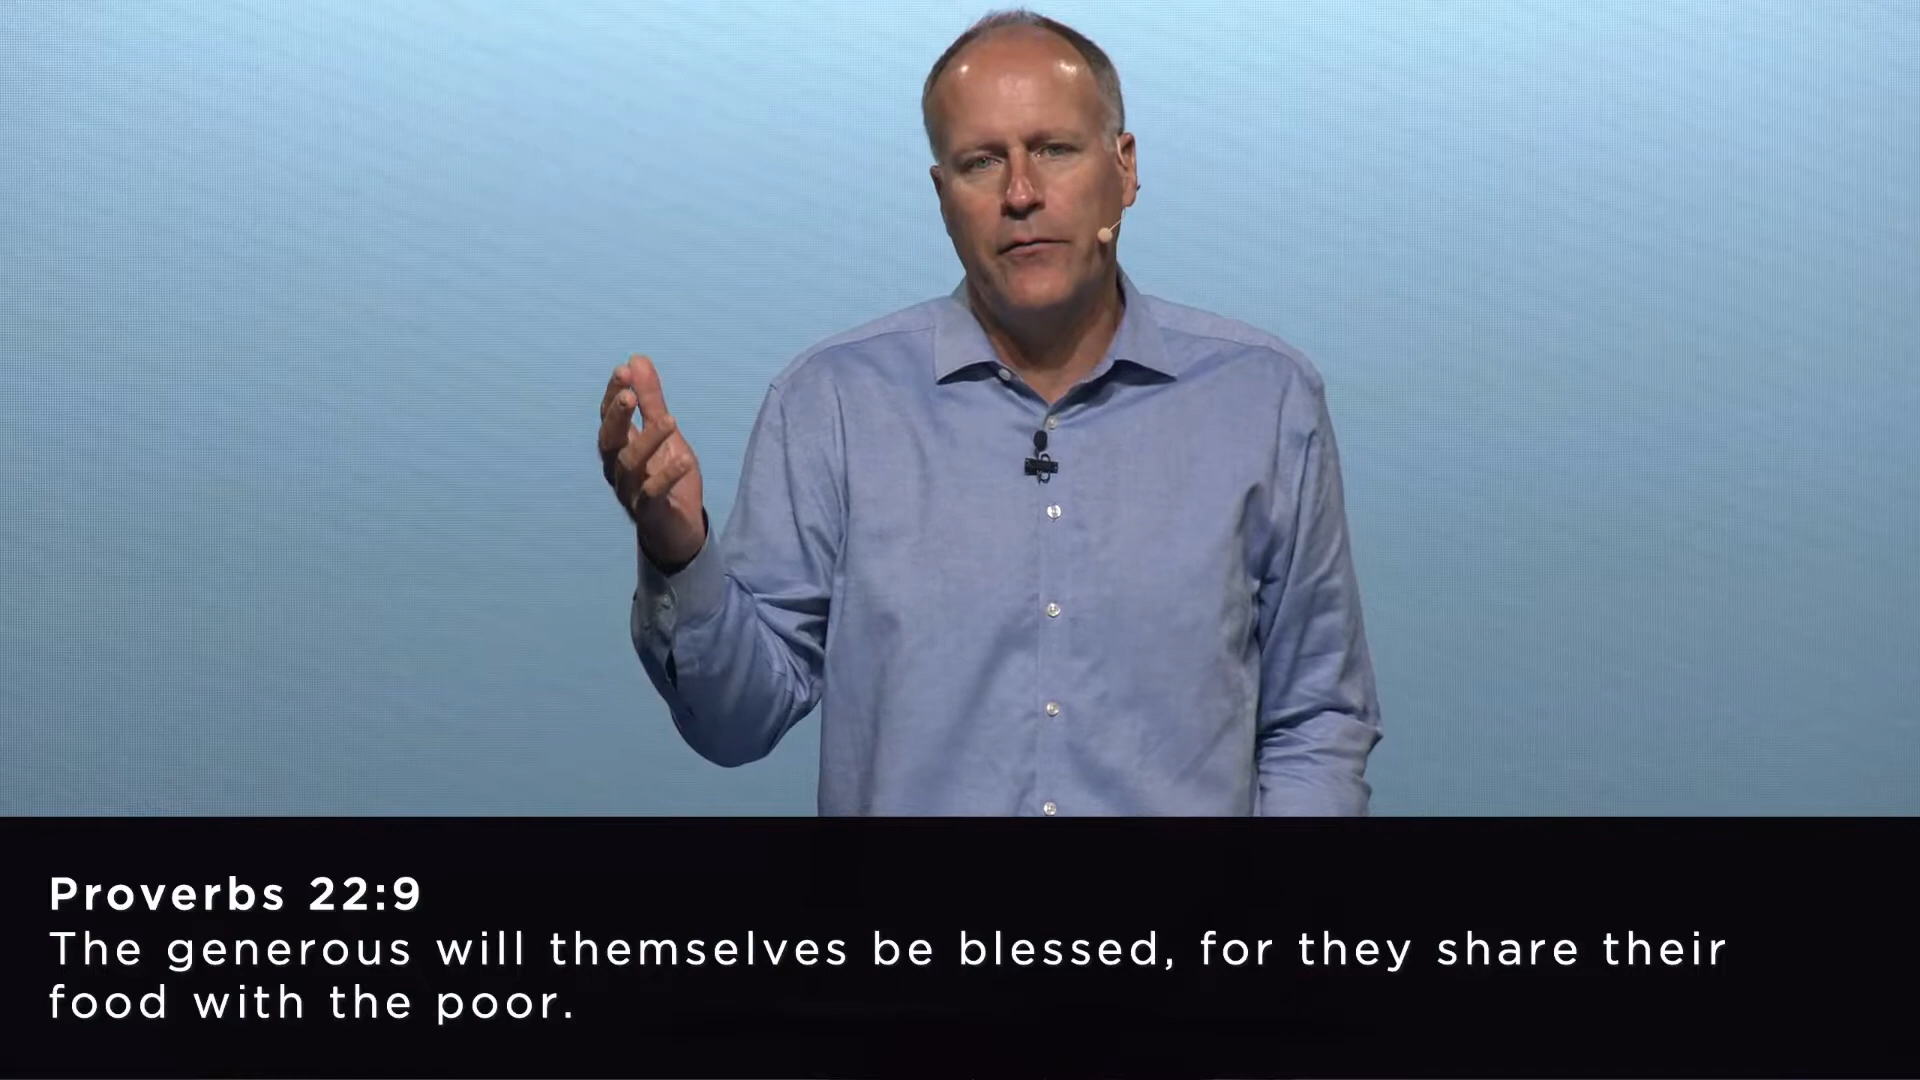 Proverbs 22:9
The generous will themselves be blessed, for they share their
food with the poor.